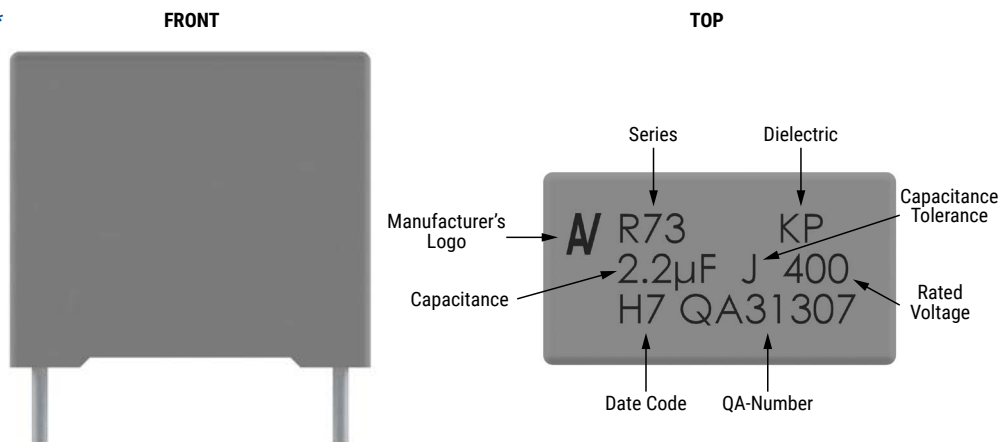 *
FRONT
TOP
Series
Dielectric
Capacitance
Tolerance
Manufacturer's
Logo
R73 KP
2.2µF J 400
H7 QA31307
Capacitance
Rated
Voltage
Date Code
QA-Number